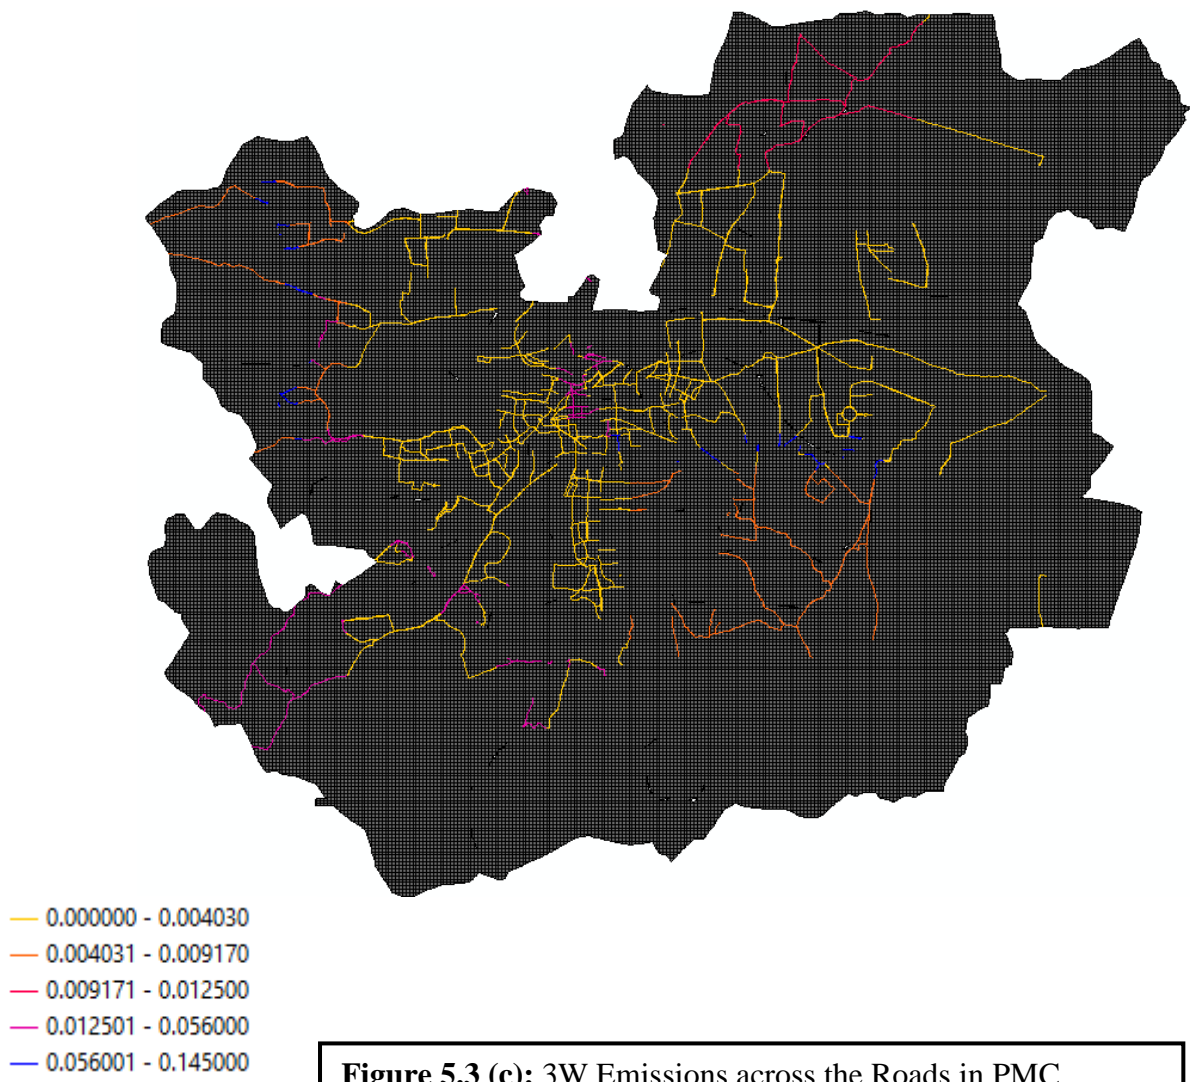 0.000000 - 0.004030
0.004031 - 0.009170
0.009171 - 0.012500
0.012501 - 0.056000
0.056001 - 0.145000
Figure 5.3 (c): 3W Emissions across the Roads in PMC